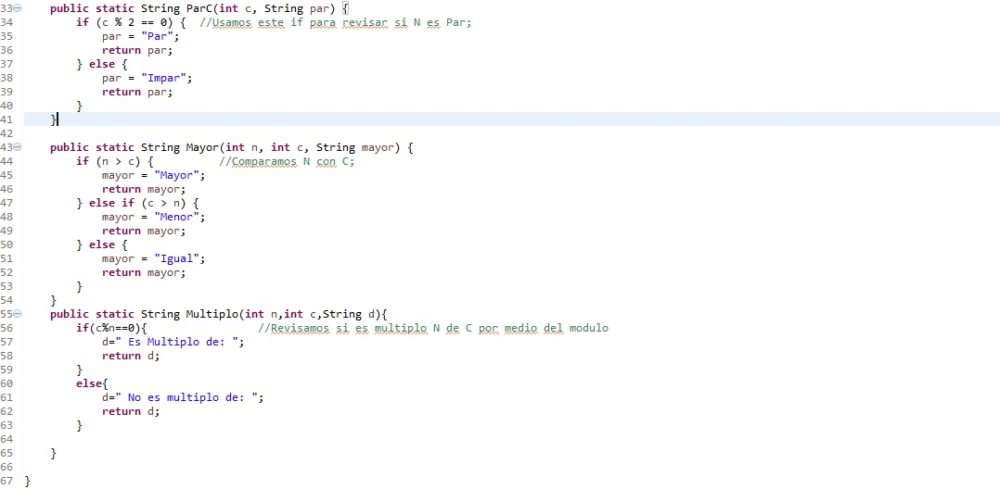 33 public static String ParC(int c, String par) {
34 if (c % 2 == 0) { //Usamos este if para revisar si N es Par;
35 par = "Par";
36 return par;
37 } else {
38 par = "Impar";
39 return par;
40 }
41 }
42
43 public static String Mayor(int n, int c, String mayor) {
44 if (n > c) { //Comparamos N con C;
45 mayor = "Mayor";
46 return mayor;
47 } else if (c > n) {
48 mayor = "Menor";
49 return mayor;
50 } else {
51 mayor = "Igual";
52 return mayor;
53 }
54 }
55 public static String Multiplo(int n,int c,String d){
56 if(c%n==0){ //Revisamos si es multiplo N de C por medio del modulo
57 d=" Es Multiplo de: ";
58 return d;
59 }
60 else{
61 d=" No es multiplo de: ";
62 return d;
63 }
64
65 }
66
67 }